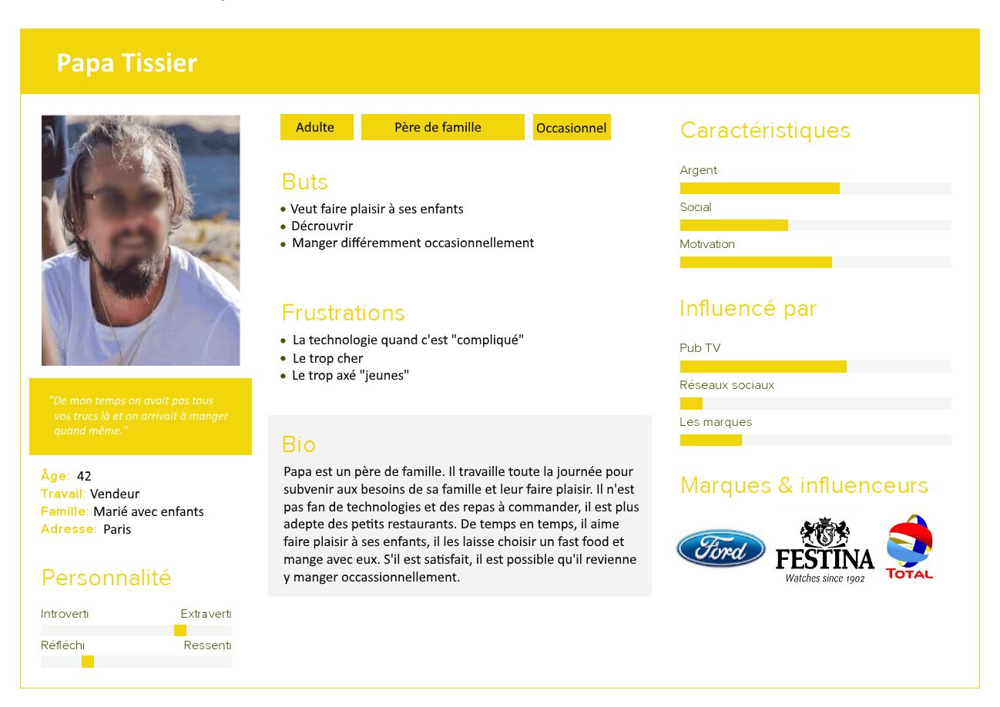 Papa Tissier
"De mon temps on avait pas tous
vos trucs là et on arrivait à manger
quand même."
Âge: 42
Travail: Vendeur
Famille: Marié avec enfants
Adresse: Paris
Personnalité
Introverti Extraverti
Réfléchi Ressenti
Adulte Père de famille Occasionnel
Buts
• Veut faire plaisir à ses enfants
• Décrouvrir
• Manger différemment occasionnellement
Frustrations
• La technologie quand c'est "compliqué"
• Le trop cher
• Le trop axé "jeunes"
Bio
Papa est un père de famille. Il travaille toute la journée pour
subvenir aux besoins de sa famille et leur faire plaisir. Il n'est
pas fan de technologies et des repas à commander, il est plus
adepte des petits restaurants. De temps en temps, il aime
faire plaisir à ses enfants, il les laisse choisir un fast food et
mange avec eux. S'il est satisfait, il est possible qu'il revienne
y manger occassionnellement.
Caractéristiques
Argent
Social
Motivation
Influencé par
Pub TV
Réseaux sociaux
Les marques
Marques & influenceurs
Ford
FESTINA
Watches since 1902
TOTAL